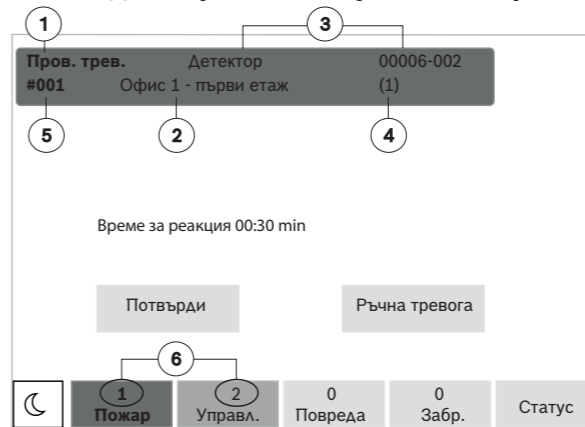 1 3
Пров. трев. Детектор 00006-002
#001 Офис 1 - първи етаж (1)
5 2 4
Време за реакция 00:30 min
Потвърди Ръчна тревога
6
1 2 0 0
Пожар Управл. Повреда Забр. Статус